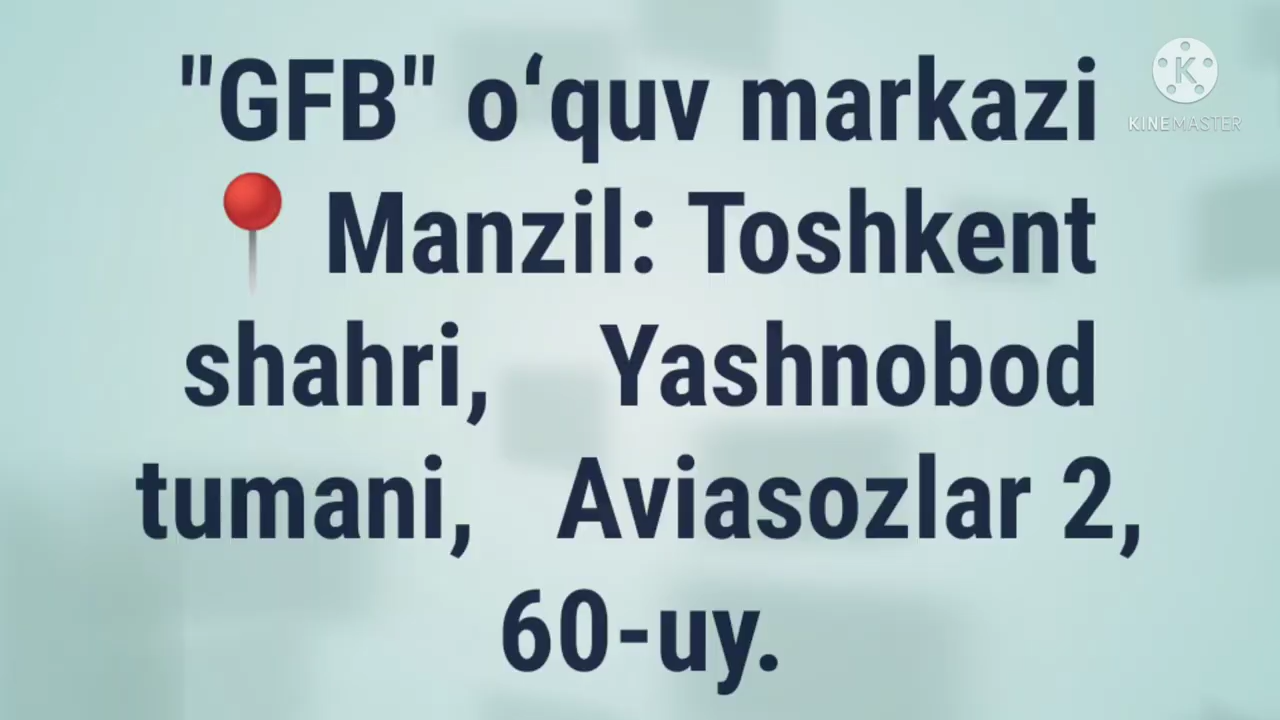 "GFB" o‘quv markazi
📍 Manzil: Toshkent
shahri, Yashnobod
tumani, Aviasozlar 2,
60-uy.
K
KINEMASTER